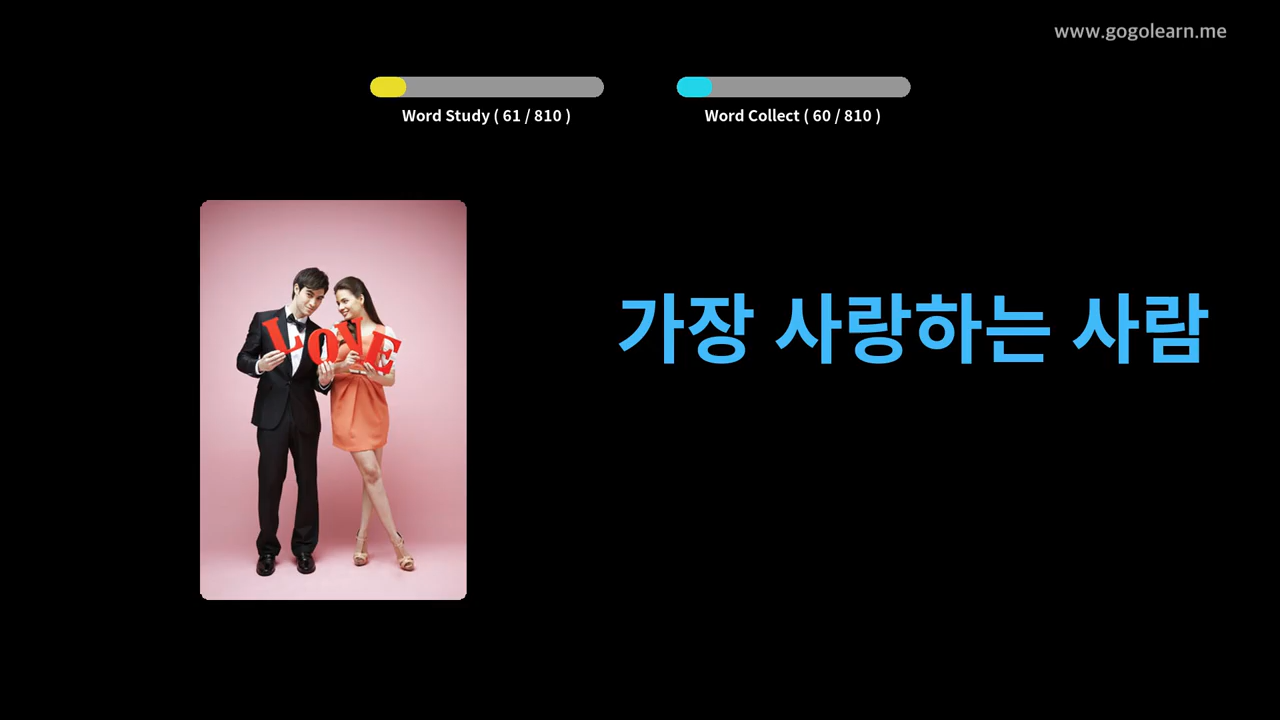 www.gogolearn.me
Word Study ( 61 / 810 )
Word Collect ( 60 / 810 )
LOVE
가장 사랑하는 사람